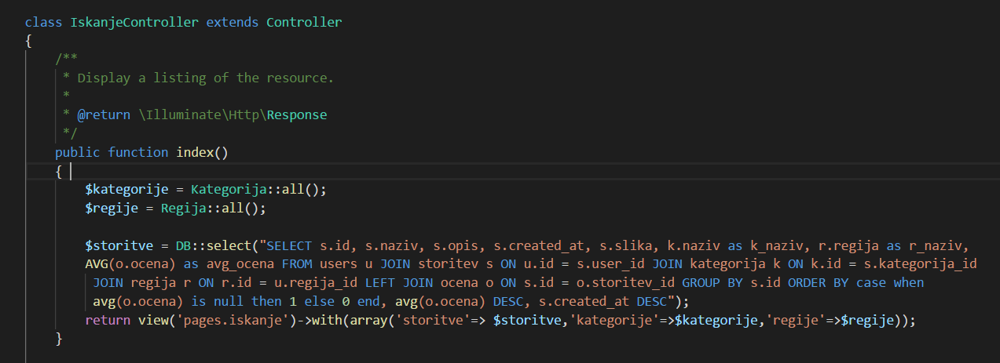 class IskanjeController extends Controller
{
/**
* Display a listing of the resource.
*
* @return \Illuminate\Http\Response
*/
public function index()
{
$kategorije = Kategorija::all();
$regije = Regija::all();
$storitve = DB::select("SELECT s.id, s.naziv, s.opis, s.created_at, s.slika, k.naziv as k_naziv, r.regija as r_naziv,
AVG(o.ocena) as avg_ocena FROM users u JOIN storitev s ON u.id = s.user_id JOIN kategorija k ON k.id = s.kategorija_id
JOIN regija r ON r.id = u.regija_id LEFT JOIN ocena o ON s.id = o.storitev_id GROUP BY s.id ORDER BY case when
avg(o.ocena) is null then 1 else 0 end, avg(o.ocena) DESC, s.created_at DESC");
return view('pages.iskanje')->with(array('storitve'=> $storitve,'kategorije'=>$kategorije,'regije'=>$regije));
}